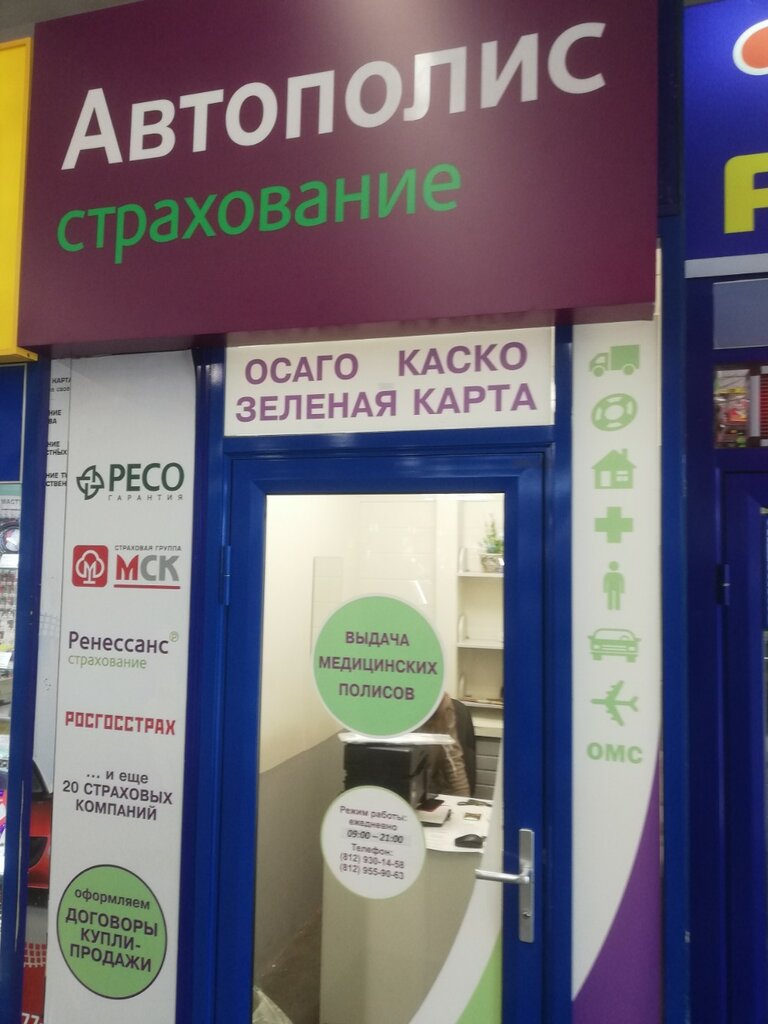 Автополис
страхование
ОСАГО КАСКО
ЗЕЛЕНАЯ КАРТА
РЕСО
ГАРАНТИЯ
СТРАХОВАЯ ГРУППА
МСК
Ренессанс
страхование
РОСГОССТРАХ
... и еще
20 СТРАХОВЫХ
КОМПАНИЙ
оформляем
ДОГОВОРЫ
КУПЛИ-
ПРОДАЖИ
ВЫДАЧА
МЕДИЦИНСКИХ
ПОЛИСОВ
Режим работы:
ежедневно
09:00 – 21:00
Телефон:
(812) 930-14-58
(812) 955-90-63
ОМС